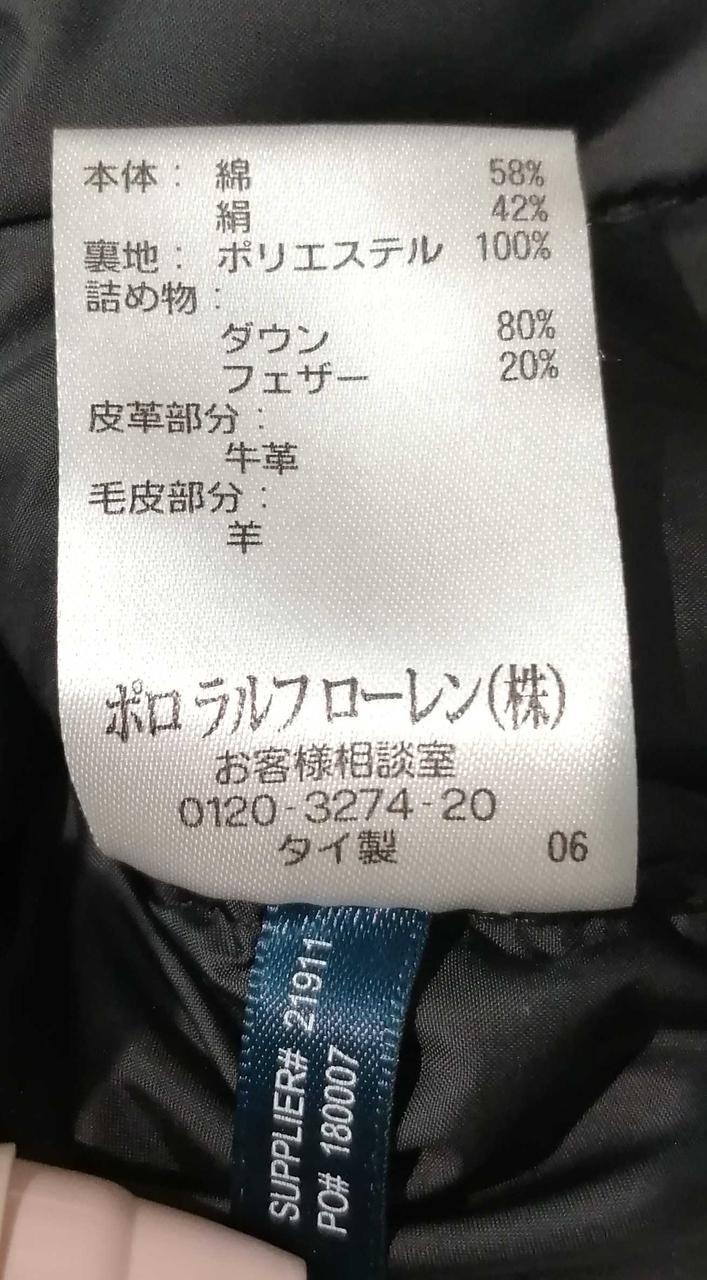 本体： 綿 58%
絹 42%
裏地： ポリエステル 100%
詰め物：
ダウン 80%
フェザー 20%
皮革部分：
牛革
毛皮部分：
羊
ポロ ラルフ ローレン(株)
お客様相談室
0120-3274-20
タイ製 06
SUPPLIER# 21911
PO# 180007